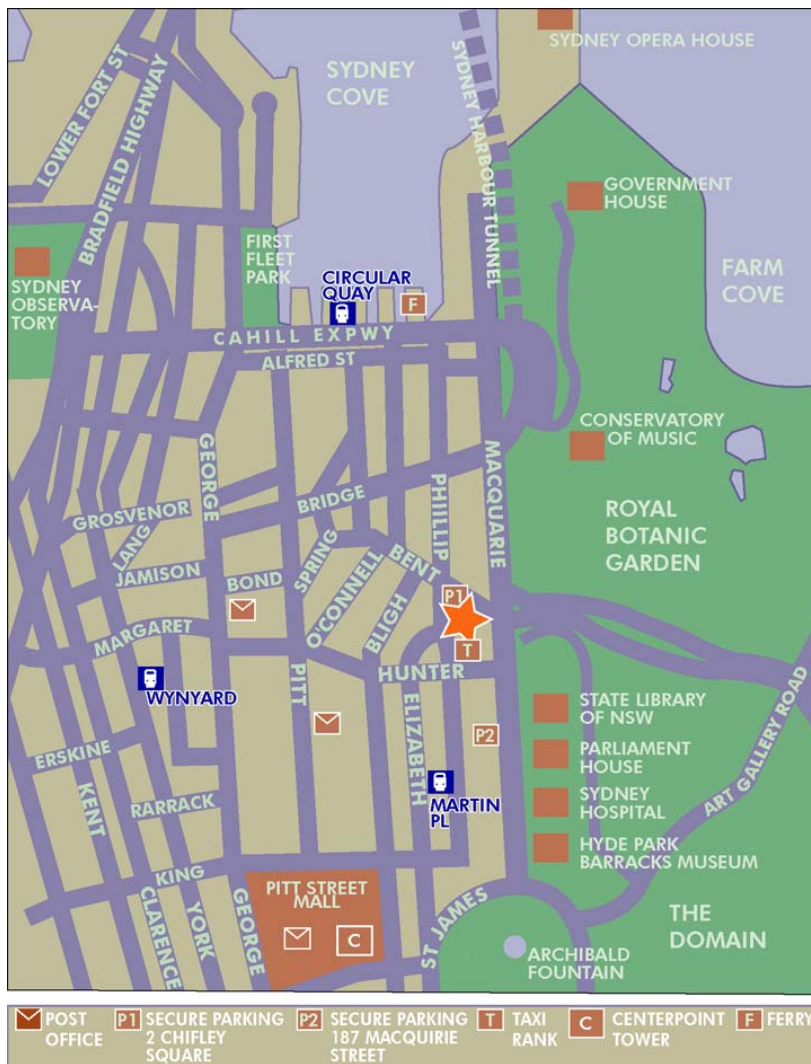 SYDNEY OPERA HOUSE
SYDNEY
COVE
LOWER FORT ST
BRADFIELD HIGHWAY
SYDNEY HARBOUR TUNNEL
GOVERNMENT
HOUSE
FIRST
FLEET
PARK
CIRCULAR
QUAY
F
FARM
COVE
SYDNEY
OBSERVA-
TORY
CAHILL EXPWY
ALFRED ST
CONSERVATORY
OF MUSIC
GEORGE
MACQUARIE
BRIDGE
PHILLIP
GROSVENOR
LANG
ROYAL
BOTANIC
GARDEN
JAMISON
BOND
SPRING
O'CONNELL
BENT
BLIGH
P1
MARGARET
T
HUNTER
PITT
WYNYARD
ELIZABETH
STATE LIBRARY
OF NSW
P2
ERSKINE
KENT
PARLIAMENT
HOUSE
ART GALLERY ROAD
MARTIN
PL
RARRACK
SYDNEY
HOSPITAL
HYDE PARK
BARRACKS MUSEUM
KING
CLARENCE
YORK
GEORGE
PITT STREET
MALL
C
ST JAMES
THE
DOMAIN
ARCHIBALD
FOUNTAIN
POST
OFFICE
P1 SECURE PARKING
2 CHIFLEY
SQUARE
P2 SECURE PARKING
187 MACQUIRIE
STREET
T TAXI
RANK
C CENTERPOINT
TOWER
F FERRY